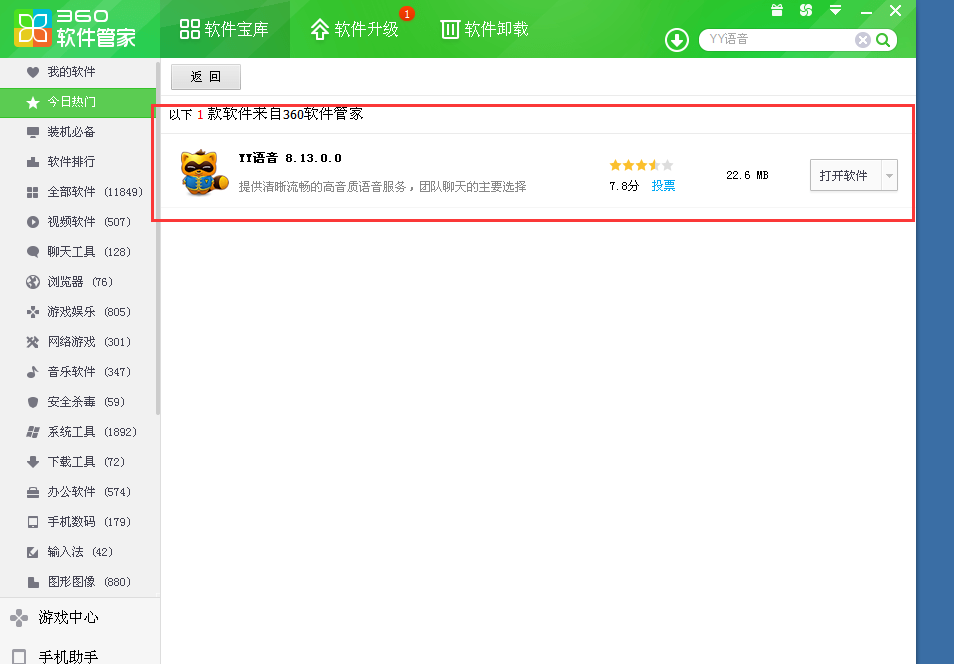 360
软件管家
软件宝库
软件升级
1
软件卸载
YY语音
我的软件
今日热门
装机必备
软件排行
全部软件 (11849)
视频软件 (507)
聊天工具 (128)
浏览器 (76)
游戏娱乐 (805)
网络游戏 (301)
音乐软件 (347)
安全杀毒 (59)
系统工具 (1892)
下载工具 (72)
办公软件 (574)
手机数码 (179)
输入法 (42)
图形图像 (880)
游戏中心
手机助手
返 回
以下 1 款软件来自360软件管家
YY语音 8.13.0.0
提供清晰流畅的高音质语音服务，团队聊天的主要选择
7.8分 投票
22.6 MB
打开软件